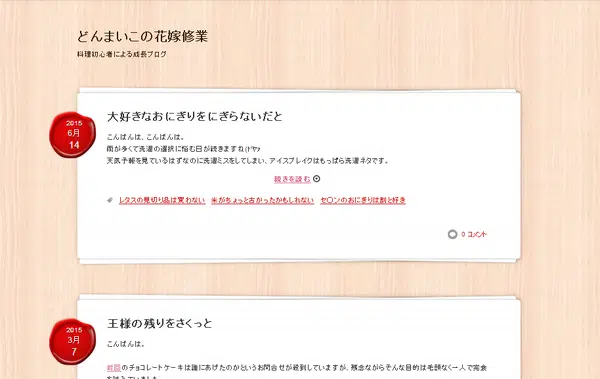 どんまいこの花嫁修業
料理初心者による成長ブログ
2015
6月
14
大好きなおにぎりをにぎらないだと
こんばんは、こんばんは。
雨が多くて洗濯の選択に悩む日が続きますね(ドヤァ
天気予報を見ているはずなのに洗濯ミスをしてしまい、アイスブレイクはもっぱら洗濯ネタです。
続きを読む
レタスの見切り品は買わない 米がちょっと古かったかもしれない セ〇ンのおにぎりは割と好き
0 コメント
2015
3月
7
王様の残りをさくっと
こんばんは。
前回のチョコレートケーキは誰にあげたのかというお問合せが殺到していますが、残念ながらそんな目的は毛頭なく一人で完食